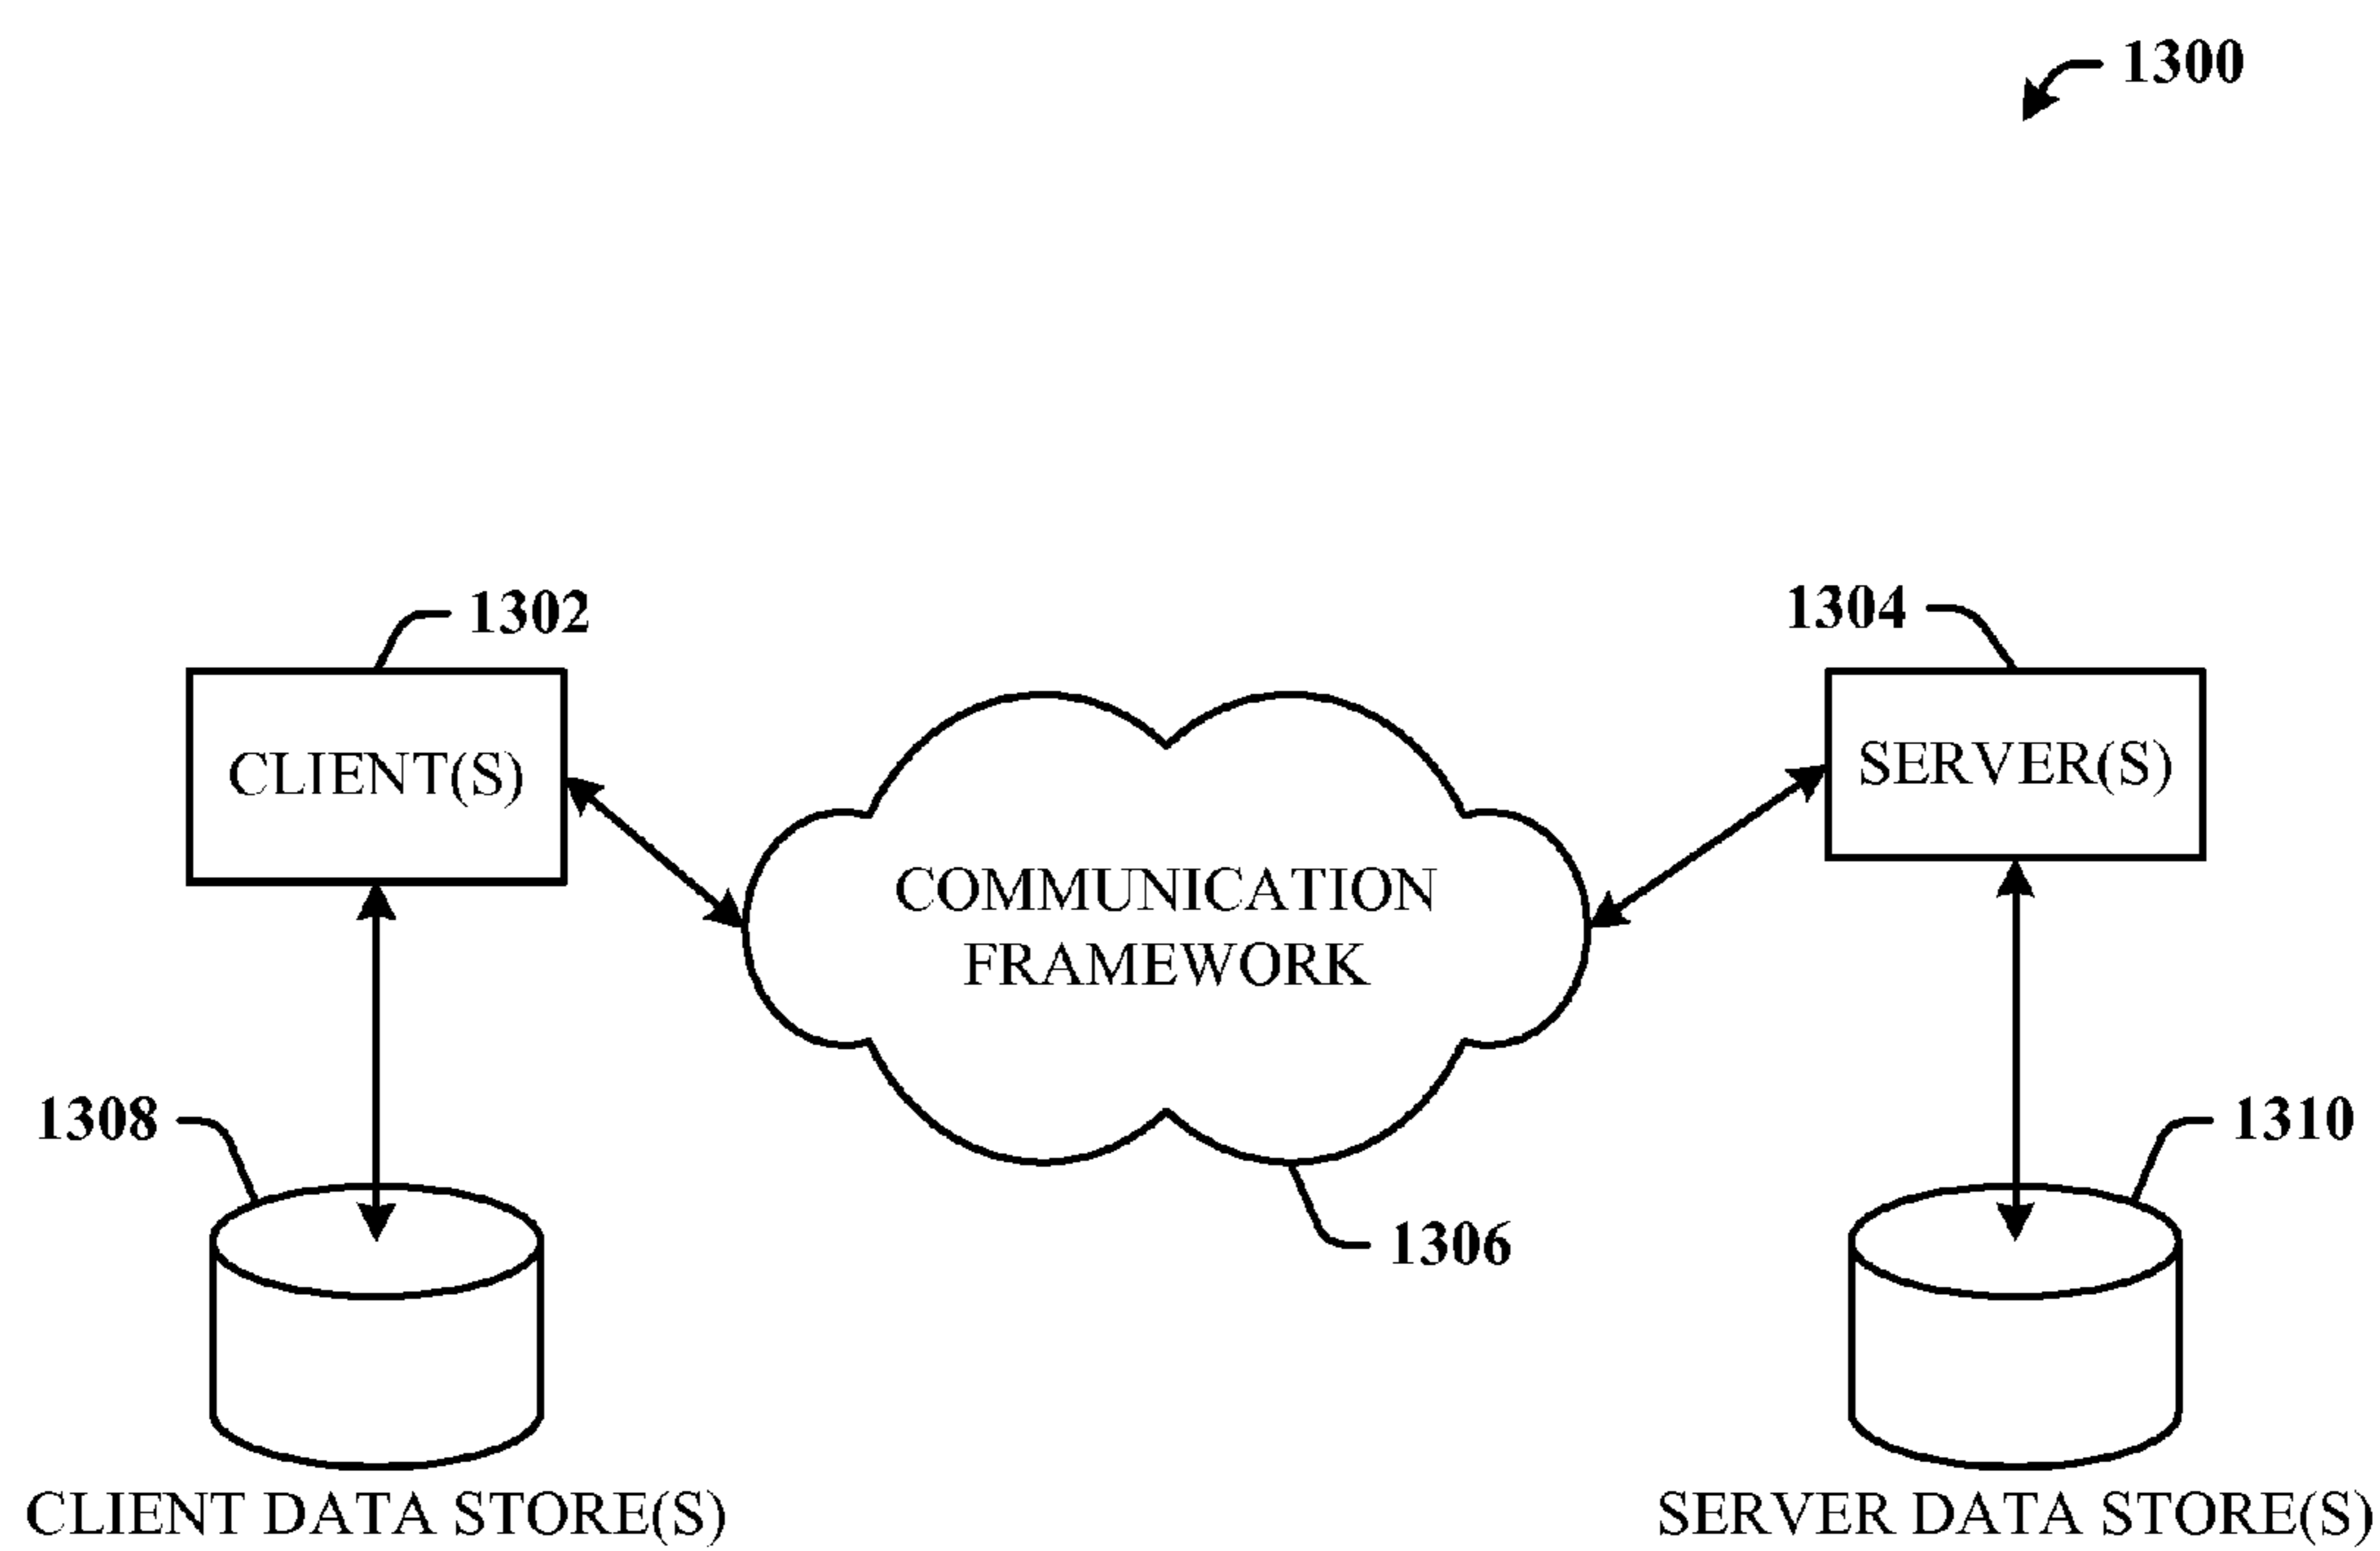 1300
1302
1304
CLIENT(S)
SERVER(S)
COMMUNICATION
FRAMEWORK
1308
1310
1306
CLIENT DATA STORE(S)
SERVER DATA STORE(S)